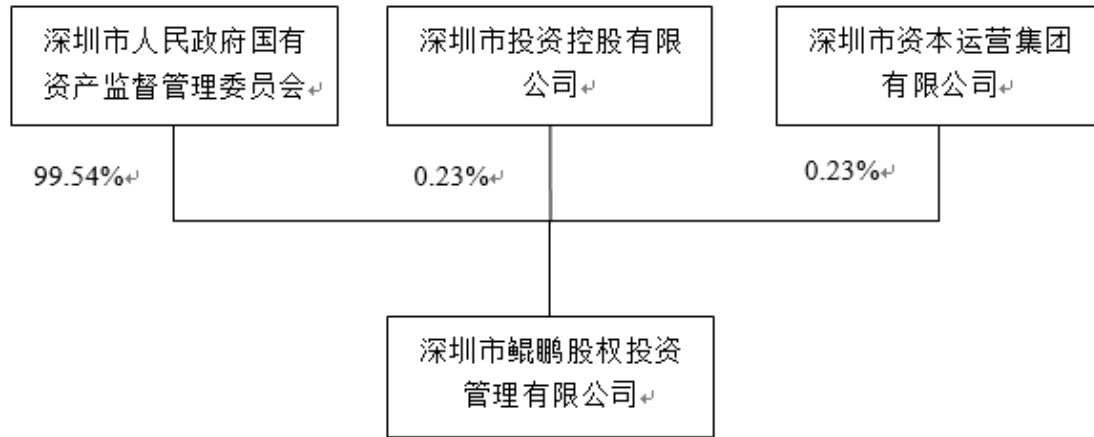 深圳市人民政府国有
资产监督管理委员会↵
深圳市投资控股有限
公司↵
深圳市资本运营集团
有限公司↵
99.54%↵
0.23%↵
0.23%↵
深圳市鲲鹏股权投资
管理有限公司↵